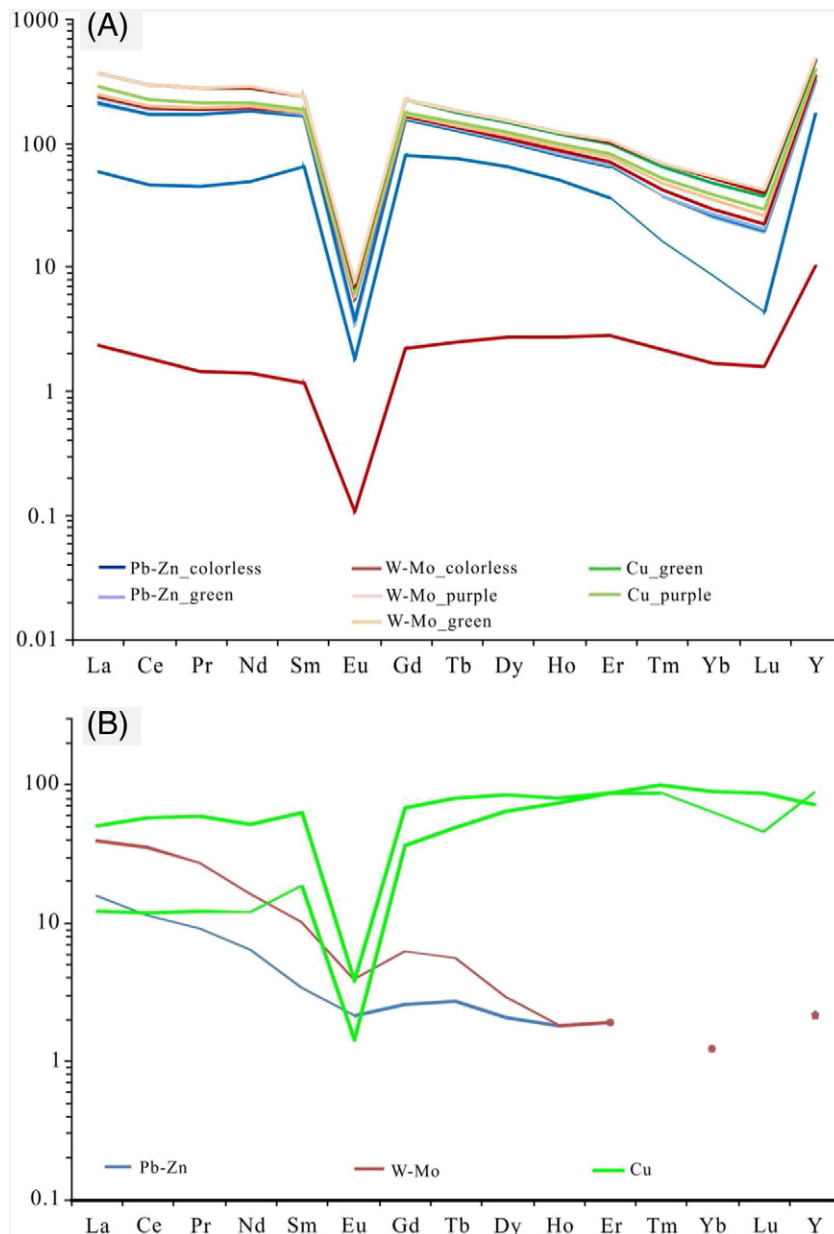 (A)
1000
100
10
1
0.1
0.01
Pb-Zn_colorless W-Mo_colorless Cu_green
Pb-Zn_green W-Mo_purple Cu_purple
W-Mo_green
La Ce Pr Nd Sm Eu Gd Tb Dy Ho Er Tm Yb Lu Y
(B)
100
10
1
0.1
Pb-Zn W-Mo Cu
La Ce Pr Nd Sm Eu Gd Tb Dy Ho Er Tm Yb Lu Y